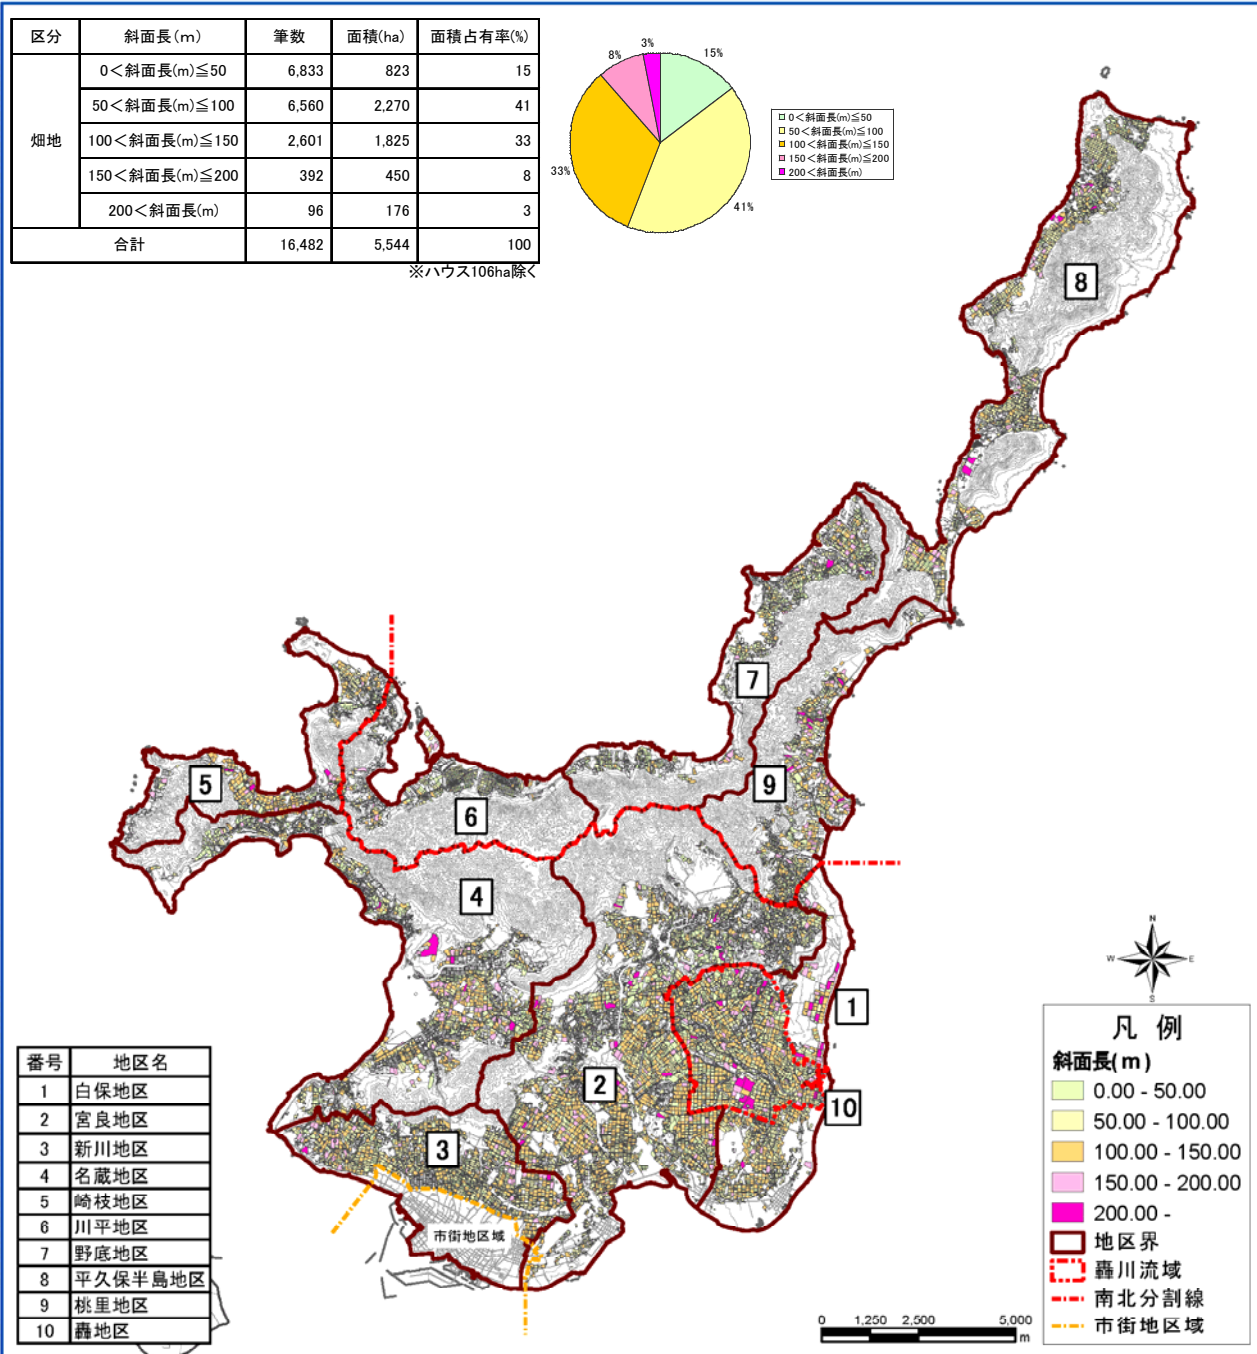 区分 斜面長(m) 筆数 面積(ha) 面積占有率(%)
畑地
0<斜面長(m)≦50 6,833 823 15
50<斜面長(m)≦100 6,560 2,270 41
100<斜面長(m)≦150 2,601 1,825 33
150<斜面長(m)≦200 392 450 8
200<斜面長(m) 96 176 3
合計 16,482 5,544 100
※ハウス106ha除く
3%
8%
15%
33%
41%
0<斜面長(m)≦50
50<斜面長(m)≦100
100<斜面長(m)≦150
150<斜面長(m)≦200
200<斜面長(m)
8
7
5
9
6
4
1
2
10
3
市街地区域
N
W E
S
番号 地区名
1 白保地区
2 宮良地区
3 新川地区
4 名蔵地区
5 崎枝地区
6 川平地区
7 野底地区
8 平久保半島地区
9 桃里地区
10 轟地区
凡 例
斜面長(m)
0.00 - 50.00
50.00 - 100.00
100.00 - 150.00
150.00 - 200.00
200.00 -
地区界
轟川流域
南北分割線
市街地区域
0 1,250 2,500 5,000
m